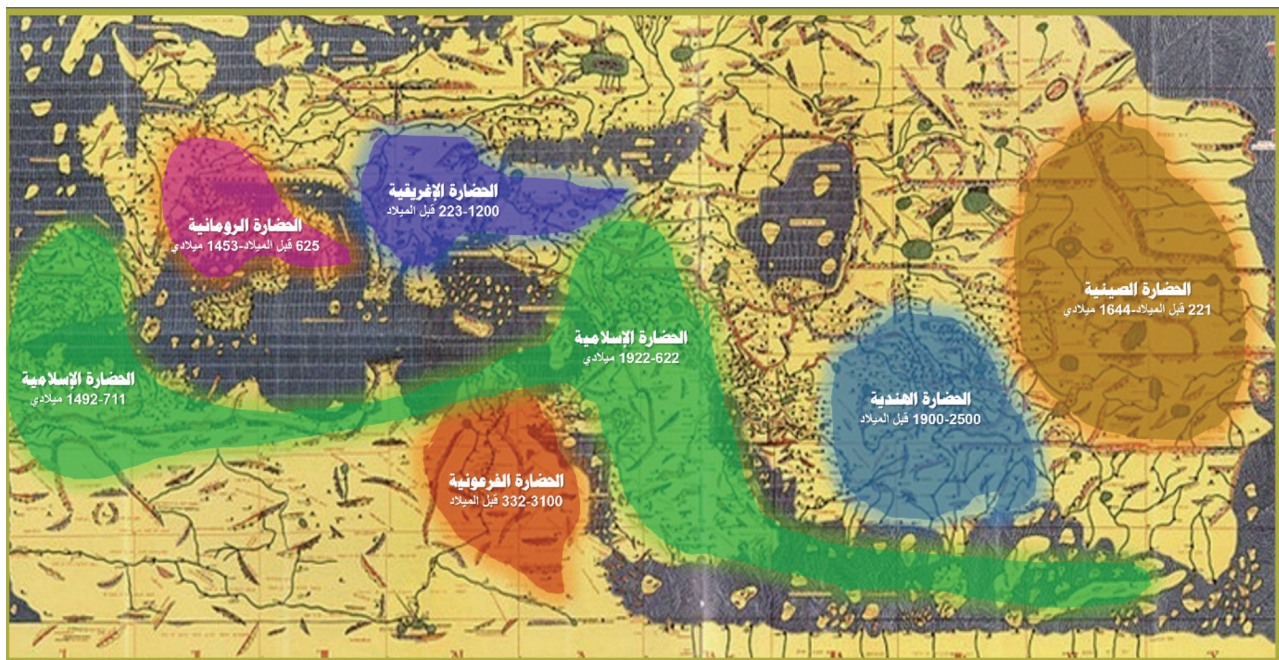 الحضارة الإغريقية
1200-223 قبل الميلاد
الحضارة الرومانية
625 قبل الميلاد-1453 ميلادي
الحضارة الصينية
221 قبل الميلاد-1644 ميلادي
الحضارة الإسلامية
622-1922 ميلادي
الحضارة الإسلامية
711-1492 ميلادي
الحضارة الهندية
2500-1900 قبل الميلاد
الحضارة الفرعونية
3100-332 قبل الميلاد